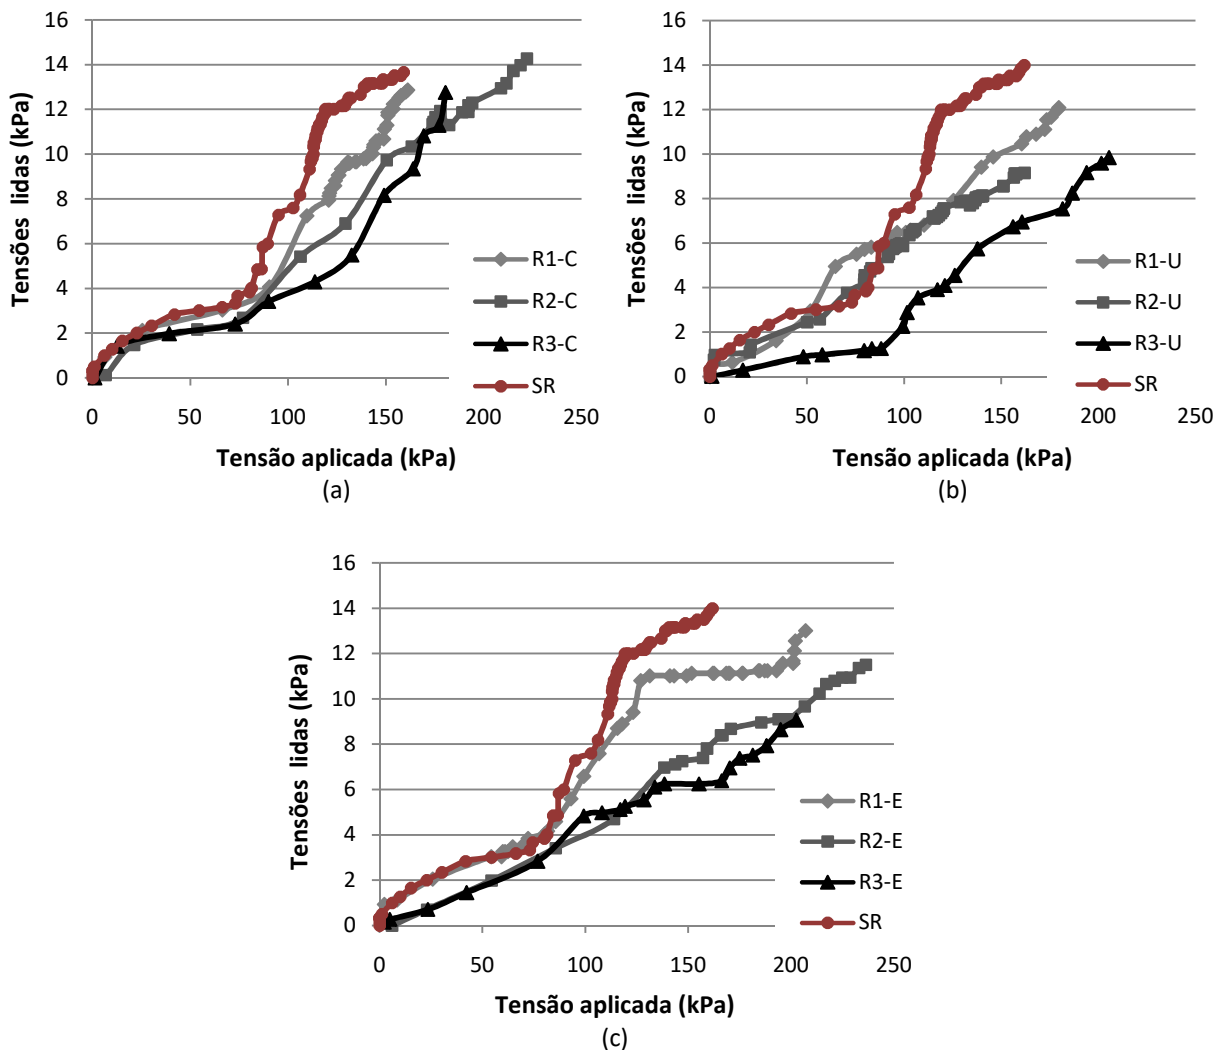 16
14
12
10
8
6
4
2
0
Tensões lidas (kPa)
0
50
100
150
200
250
Tensão aplicada (kPa)
R1-C
R2-C
R3-C
SR
(a)
16
14
12
10
8
6
4
2
0
Tensões lidas (kPa)
0
50
100
150
200
250
Tensão aplicada (kPa)
R1-U
R2-U
R3-U
SR
(b)
16
14
12
10
8
6
4
2
0
Tensões lidas (kPa)
0
50
100
150
200
250
Tensão aplicada (kPa)
R1-E
R2-E
R3-E
SR
(c)